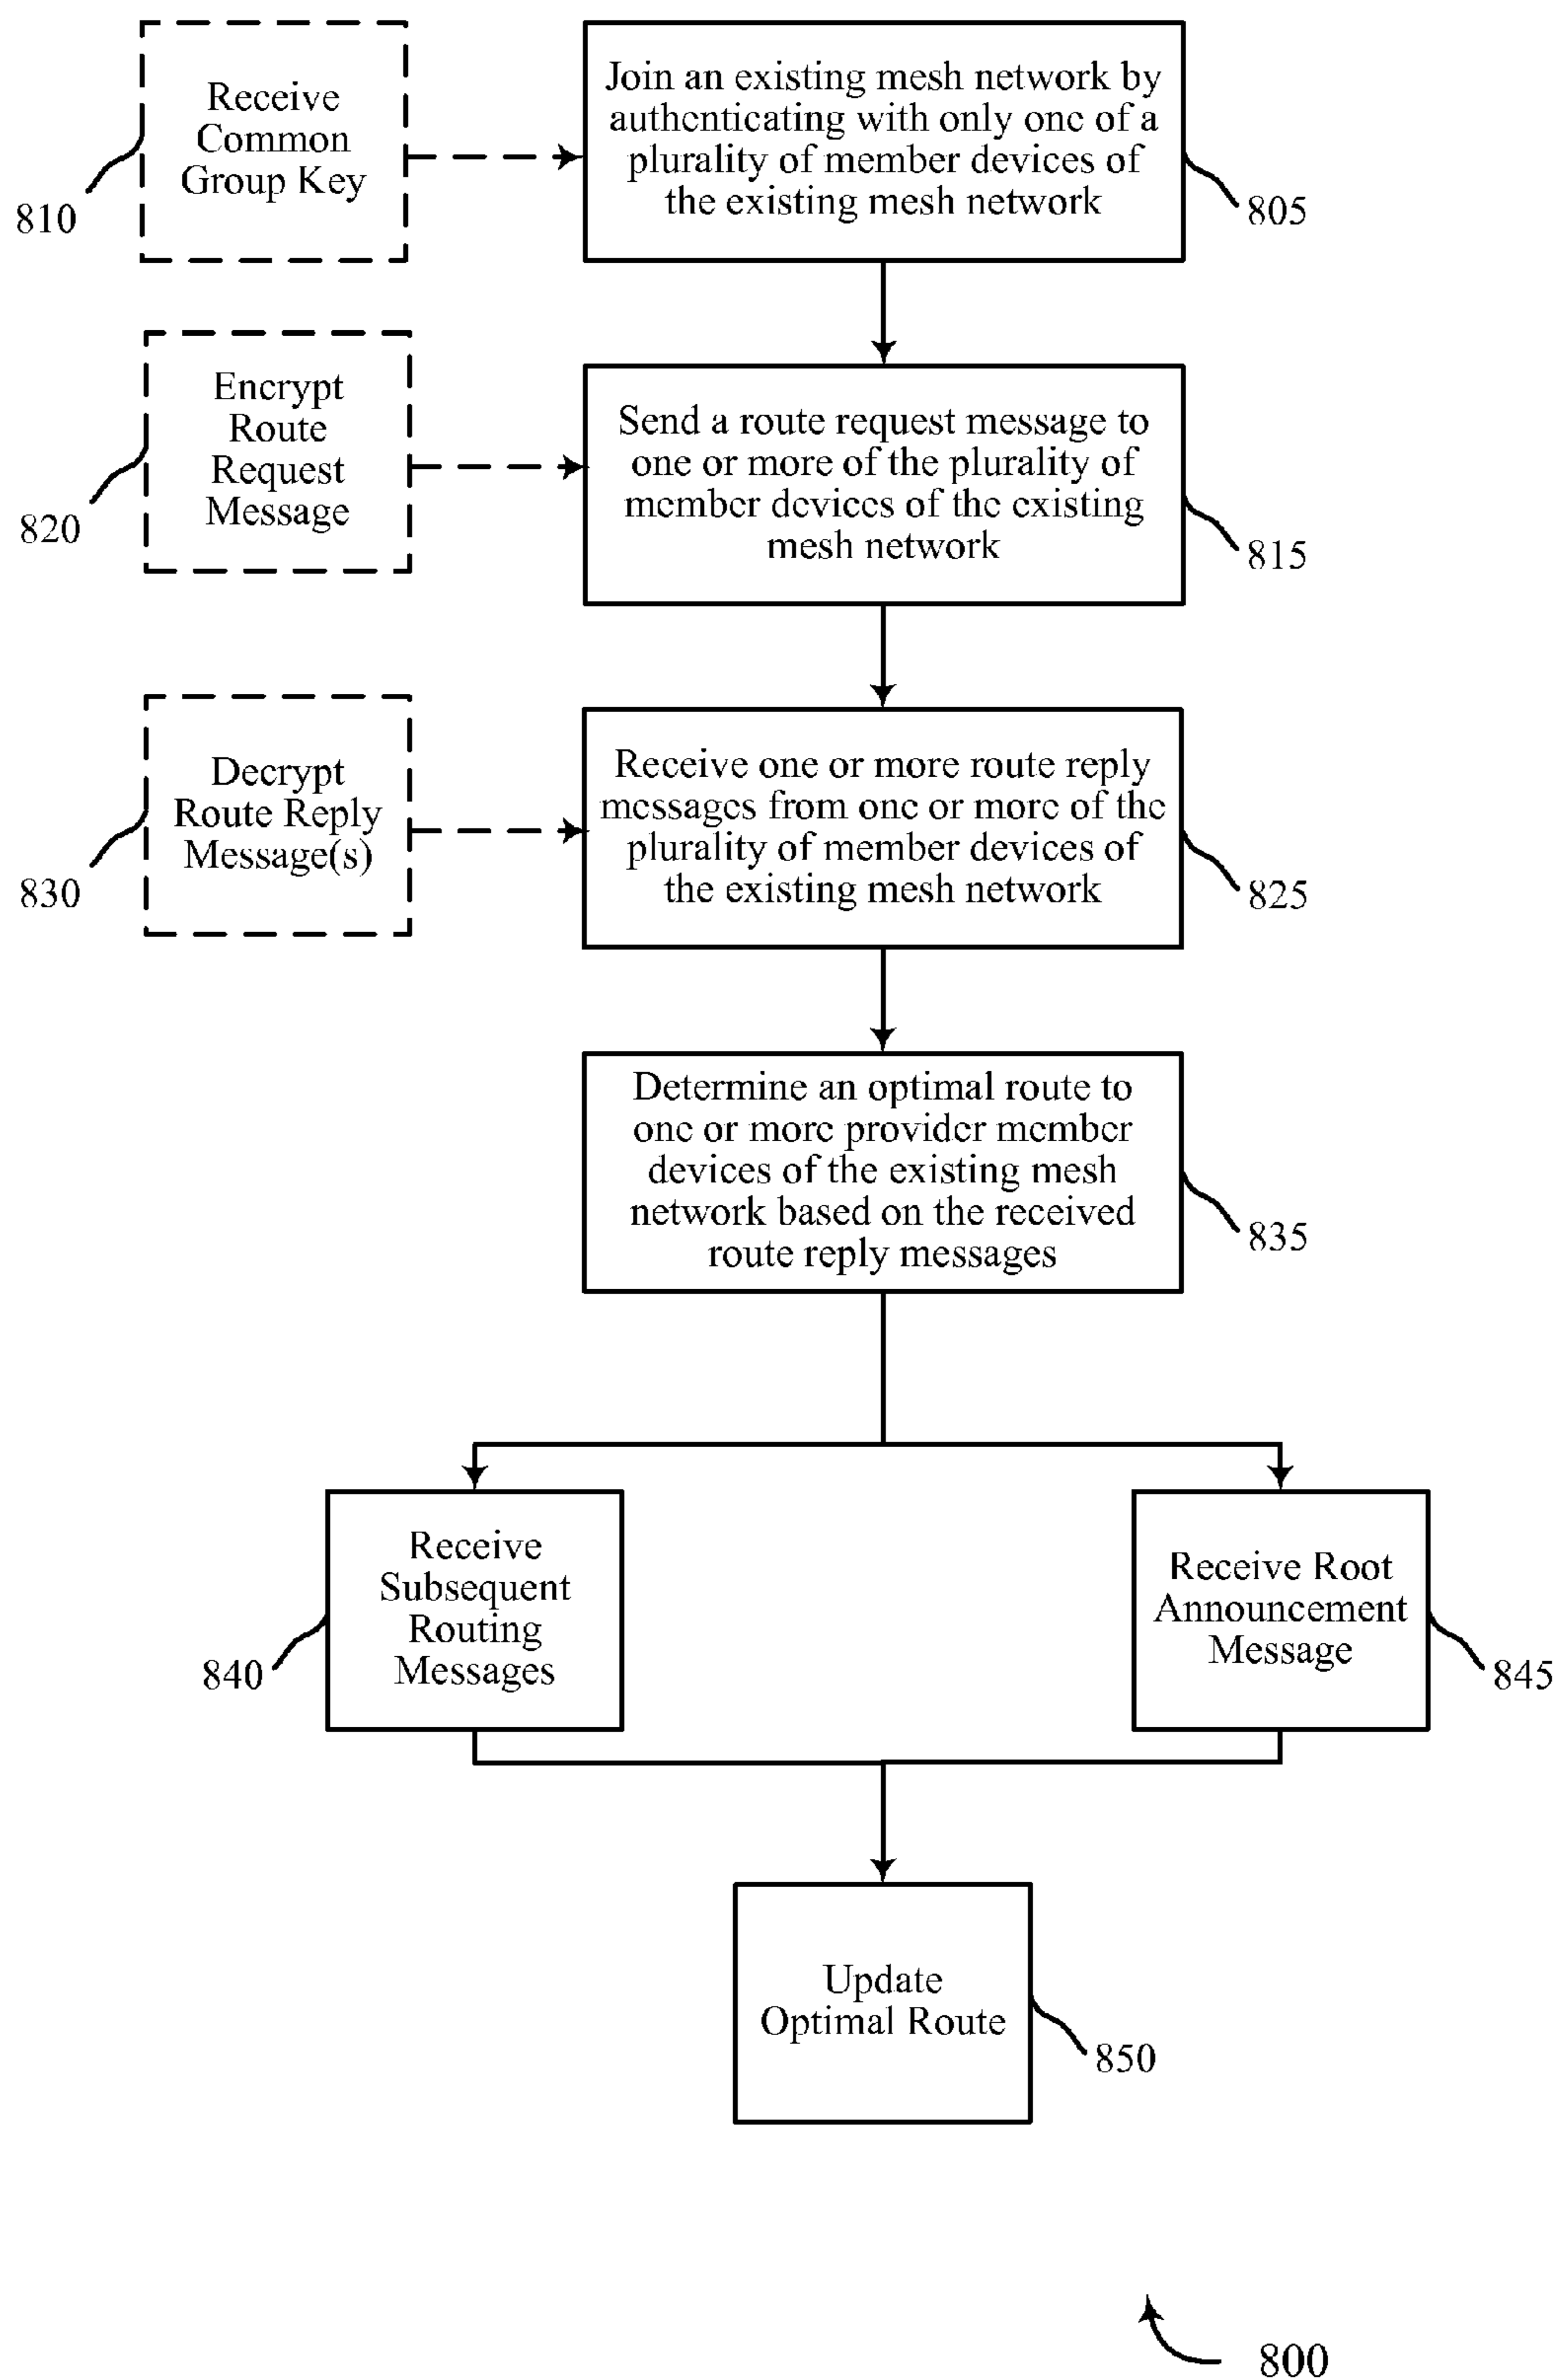 Receive
Common
Group Key
810
Join an existing mesh network by
authenticating with only one of a
plurality of member devices of
the existing mesh network
805
Encrypt
Route
Request
Message
820
Send a route request message to
one or more of the plurality of
member devices of the existing
mesh network
815
Decrypt
Route Reply
Message(s)
830
Receive one or more route reply
messages from one or more of the
plurality of member devices of
the existing mesh network
825
Determine an optimal route to
one or more provider member
devices of the existing mesh
network based on the received
route reply messages
835
Receive
Subsequent
Routing
Messages
840
Receive Root
Announcement
Message
845
Update
Optimal Route
850
800